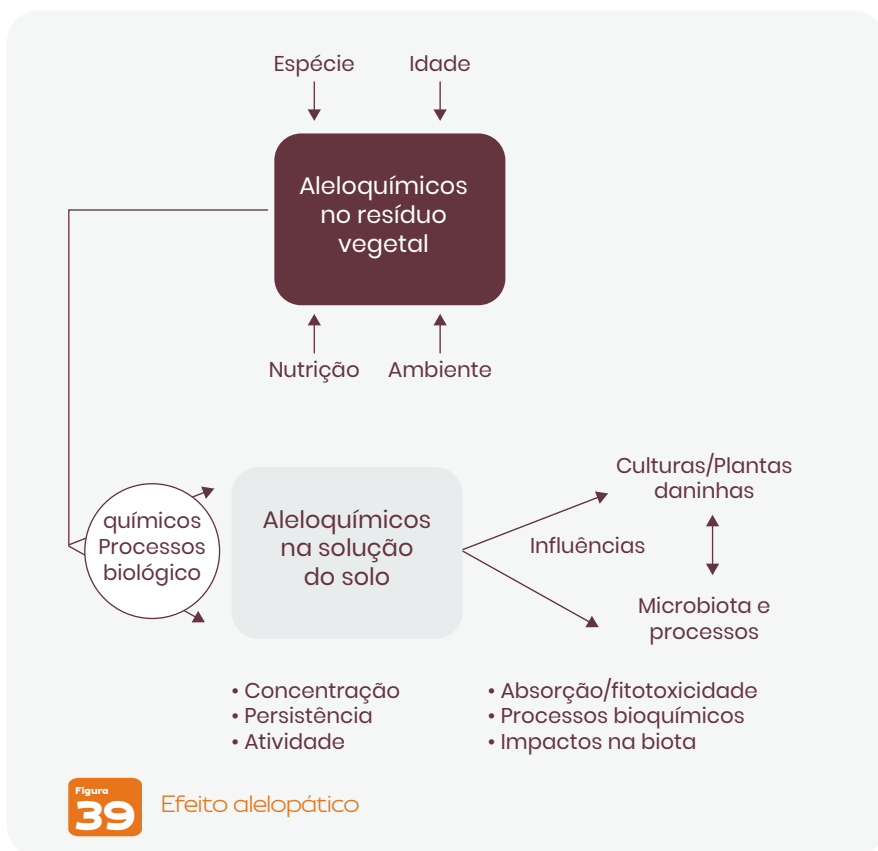 Espécie
Idade
Aleloquímicos
no resíduo
vegetal
Nutrição
Ambiente
químicos
Processos
biológico
Aleloquímicos
na solução
do solo
Influências
Culturas/Plantas
daninhas
Microbiota e
processos
• Concentração
• Persistência
• Atividade
• Absorção/fitotoxicidade
• Processos bioquímicos
• Impactos na biota
Figura
39
Efeito alelopático